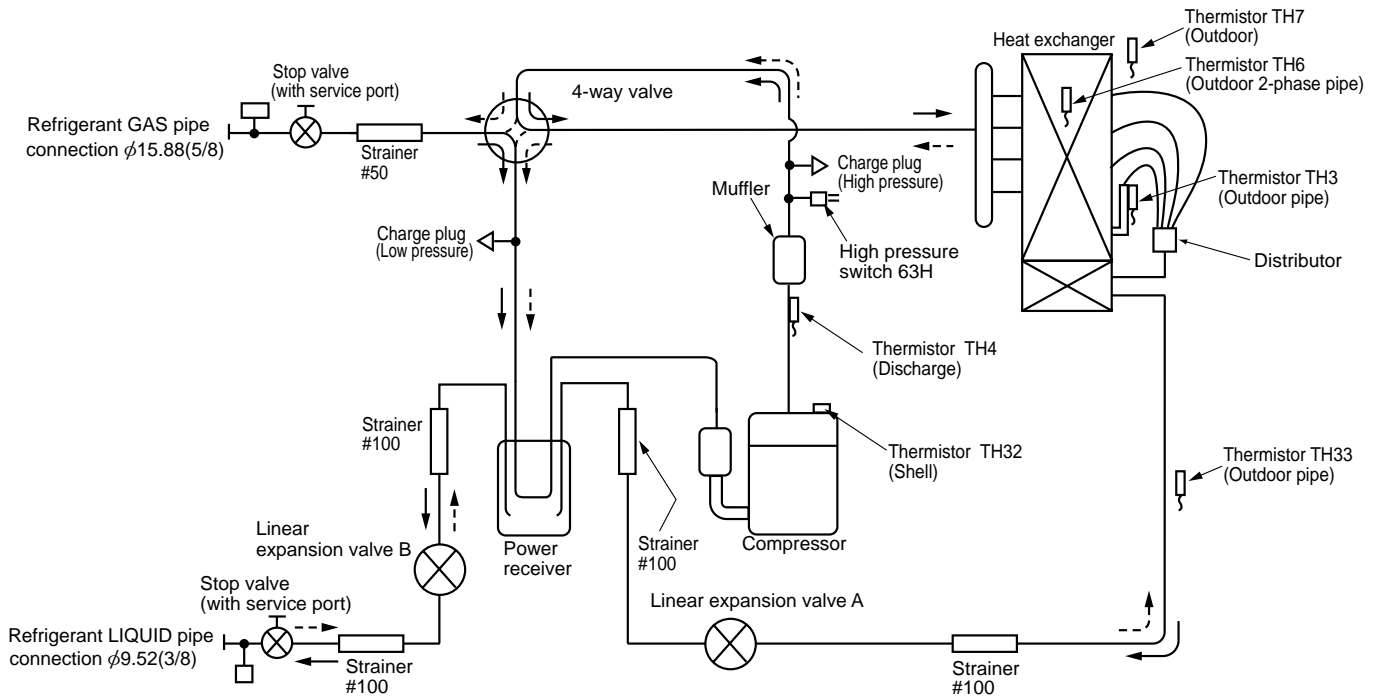 Thermistor TH7
(Outdoor)
Heat exchanger
Thermistor TH6
(Outdoor 2-phase pipe)
Stop valve
(with service port)
4-way valve
Refrigerant GAS pipe
connection ϕ15.88(5/8)
Strainer
#50
Charge plug
(High pressure)
Muffler
Thermistor TH3
(Outdoor pipe)
Charge plug
(Low pressure)
High pressure
switch 63H
Distributor
Thermistor TH4
(Discharge)
Strainer
#100
Thermistor TH32
(Shell)
Thermistor TH33
(Outdoor pipe)
Linear
expansion valve B
Power
receiver
Strainer
#100
Compressor
Stop valve
(with service port)
Linear expansion valve A
Refrigerant LIQUID pipe
connection ϕ9.52(3/8)
Strainer
#100
Strainer
#100